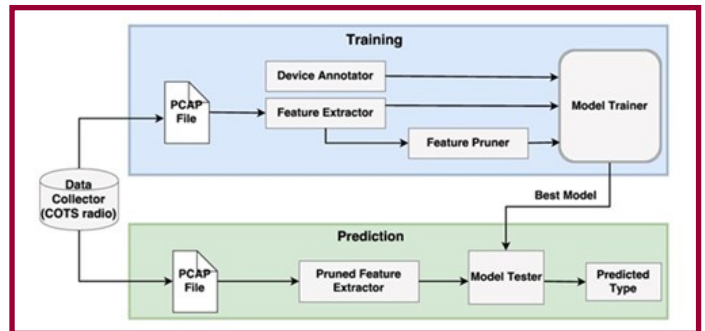 Training
Device Annotator
PCAP
File
Feature Extractor
Model Trainer
Feature Pruner
Data
Collector
(COTS radio)
Best Model
Prediction
PCAP
File
Pruned Feature
Extractor
Model Tester
Predicted
Type